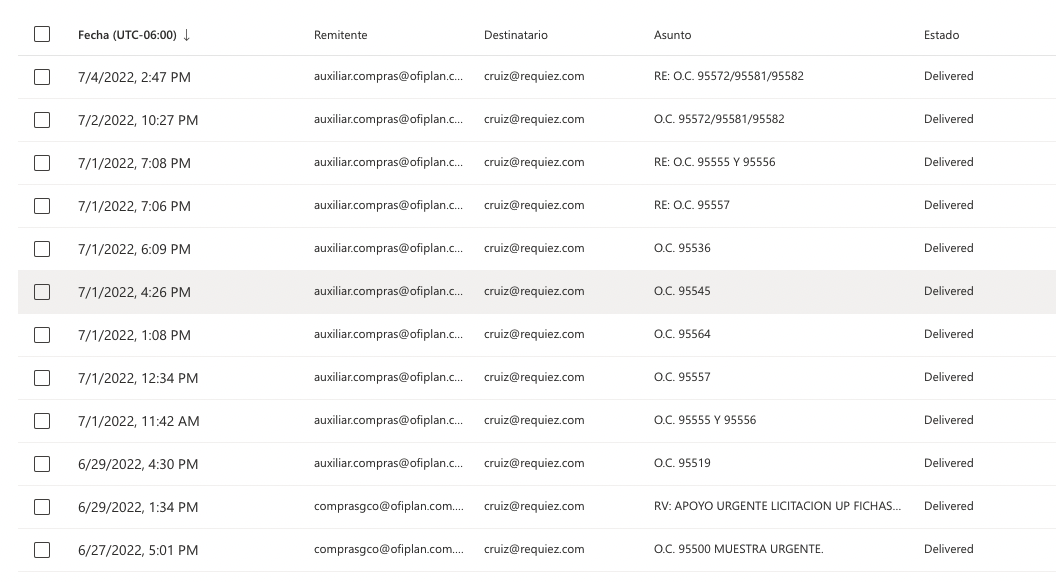 Fecha (UTC-06:00) ↓ Remitente Destinatario Asunto Estado
7/4/2022, 2:47 PM auxiliar.compras@ofiplan.c... cruiz@requiez.com RE: O.C. 95572/95581/95582 Delivered
7/2/2022, 10:27 PM auxiliar.compras@ofiplan.c... cruiz@requiez.com O.C. 95572/95581/95582 Delivered
7/1/2022, 7:08 PM auxiliar.compras@ofiplan.c... cruiz@requiez.com RE: O.C. 95555 Y 95556 Delivered
7/1/2022, 7:06 PM auxiliar.compras@ofiplan.c... cruiz@requiez.com RE: O.C. 95557 Delivered
7/1/2022, 6:09 PM auxiliar.compras@ofiplan.c... cruiz@requiez.com O.C. 95536 Delivered
7/1/2022, 4:26 PM auxiliar.compras@ofiplan.c... cruiz@requiez.com O.C. 95545 Delivered
7/1/2022, 1:08 PM auxiliar.compras@ofiplan.c... cruiz@requiez.com O.C. 95564 Delivered
7/1/2022, 12:34 PM auxiliar.compras@ofiplan.c... cruiz@requiez.com O.C. 95557 Delivered
7/1/2022, 11:42 AM auxiliar.compras@ofiplan.c... cruiz@requiez.com O.C. 95555 Y 95556 Delivered
6/29/2022, 4:30 PM auxiliar.compras@ofiplan.c... cruiz@requiez.com O.C. 95519 Delivered
6/29/2022, 1:34 PM comprasgco@ofiplan.com.... cruiz@requiez.com RV: APOYO URGENTE LICITACION UP FICHAS... Delivered
6/27/2022, 5:01 PM comprasgco@ofiplan.com.... cruiz@requiez.com O.C. 95500 MUESTRA URGENTE. Delivered